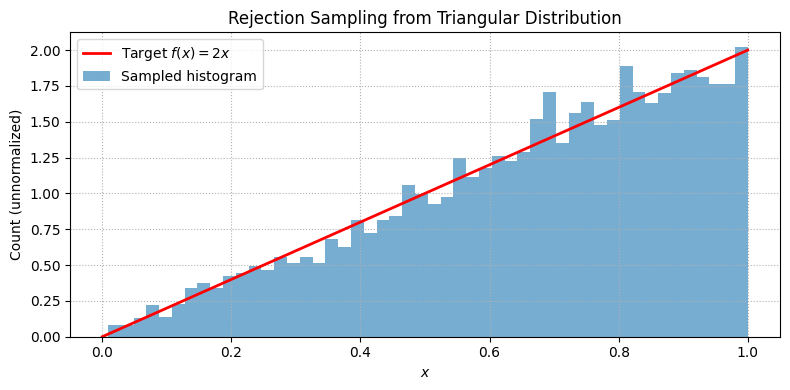 Rejection Sampling from Triangular Distribution
Target f(x) = 2x
Sampled histogram
Count (unnormalized)
2.00
1.75
1.50
1.25
1.00
0.75
0.50
0.25
0.00
0.0 0.2 0.4 0.6 0.8 1.0
x